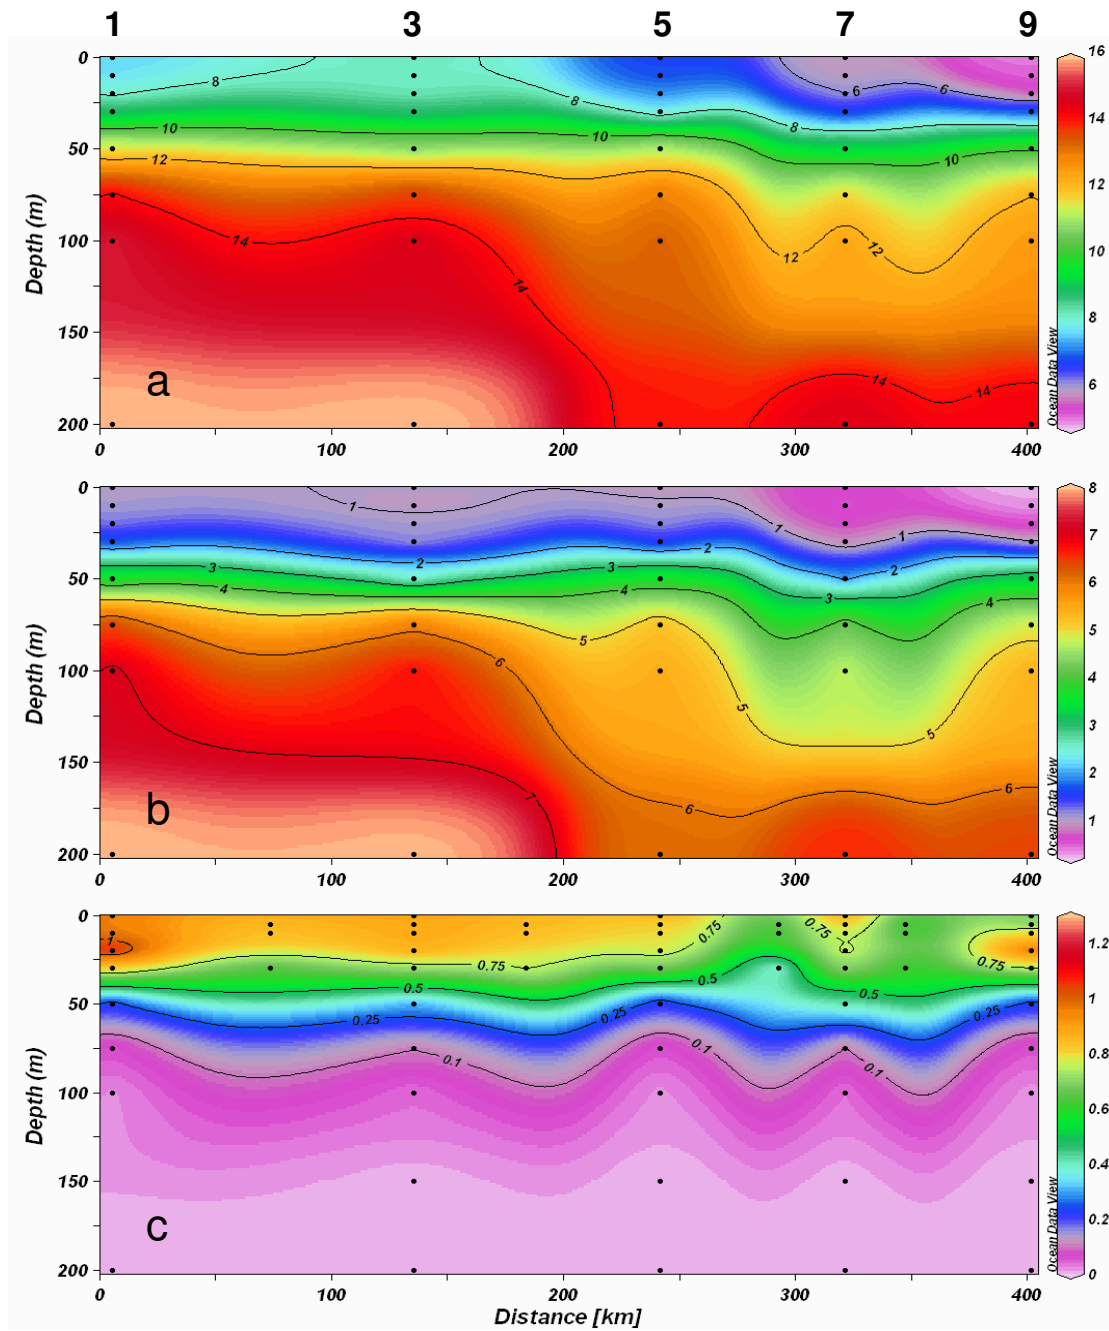 1 3 5 7 9
0 50 100 150 200
Depth (m)
8 8 8 6 6
10 10 10
12 12 12
14 14 14 14
a
0 100 200 300 400
16 14 12 10 8 6
Ocean Data View
0 50 100 150 200
Depth (m)
1 1 1
2 2 2
3 3 3
4 4 4
5 5 5
6 6 6
7
b
0 100 200 300 400
8 7 6 5 4 3 2 1
Ocean Data View
0 50 100 150 200
Depth (m)
1 0.75 0.75 0.75 0.75
0.5 0.5 0.5
0.25 0.25 0.25
0.1 0.1 0.1
c
0 100 200 300 400
Distance [km]
1.2 1 0.8 0.6 0.4 0.2 0
Ocean Data View